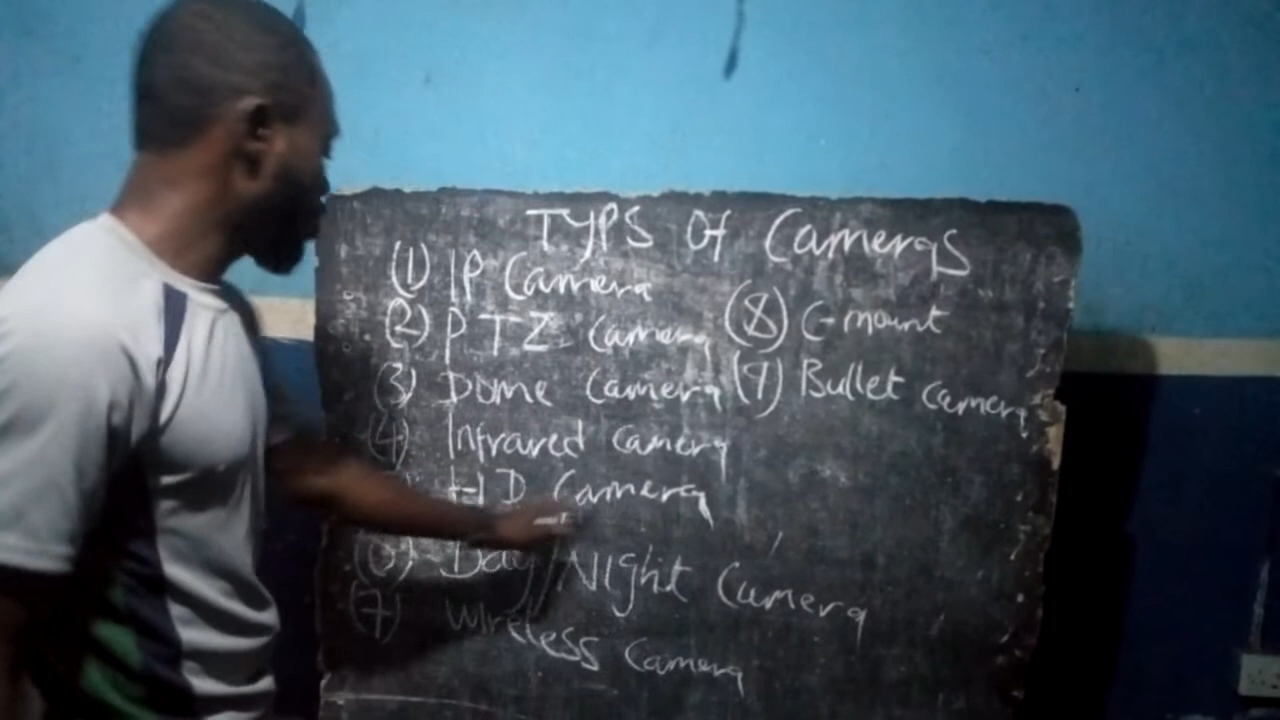 TYPS Of Cameras
(1) IP Camera
(2) PTZ camera
(3) Dome camera
(4) Infrared camera
HD Camera
(6) Day/Night Camera
(7) Wireless camera
(8) C-mount
(9) Bullet camera